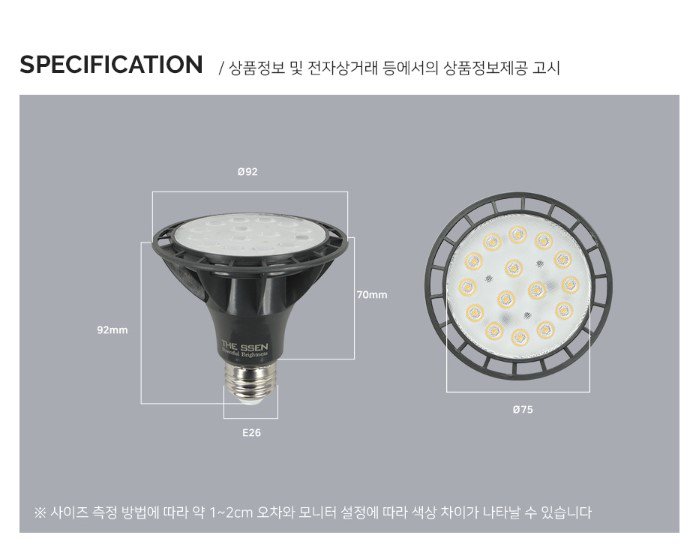 SPECIFICATION / 상품정보 및 전자상거래 등에서의 상품정보제공 고시
Ø92
70mm
92mm
THE SSEN
Powerful Brightness
E26
Ø75
※ 사이즈 측정 방법에 따라 약 1~2cm 오차와 모니터 설정에 따라 색상 차이가 나타날 수 있습니다